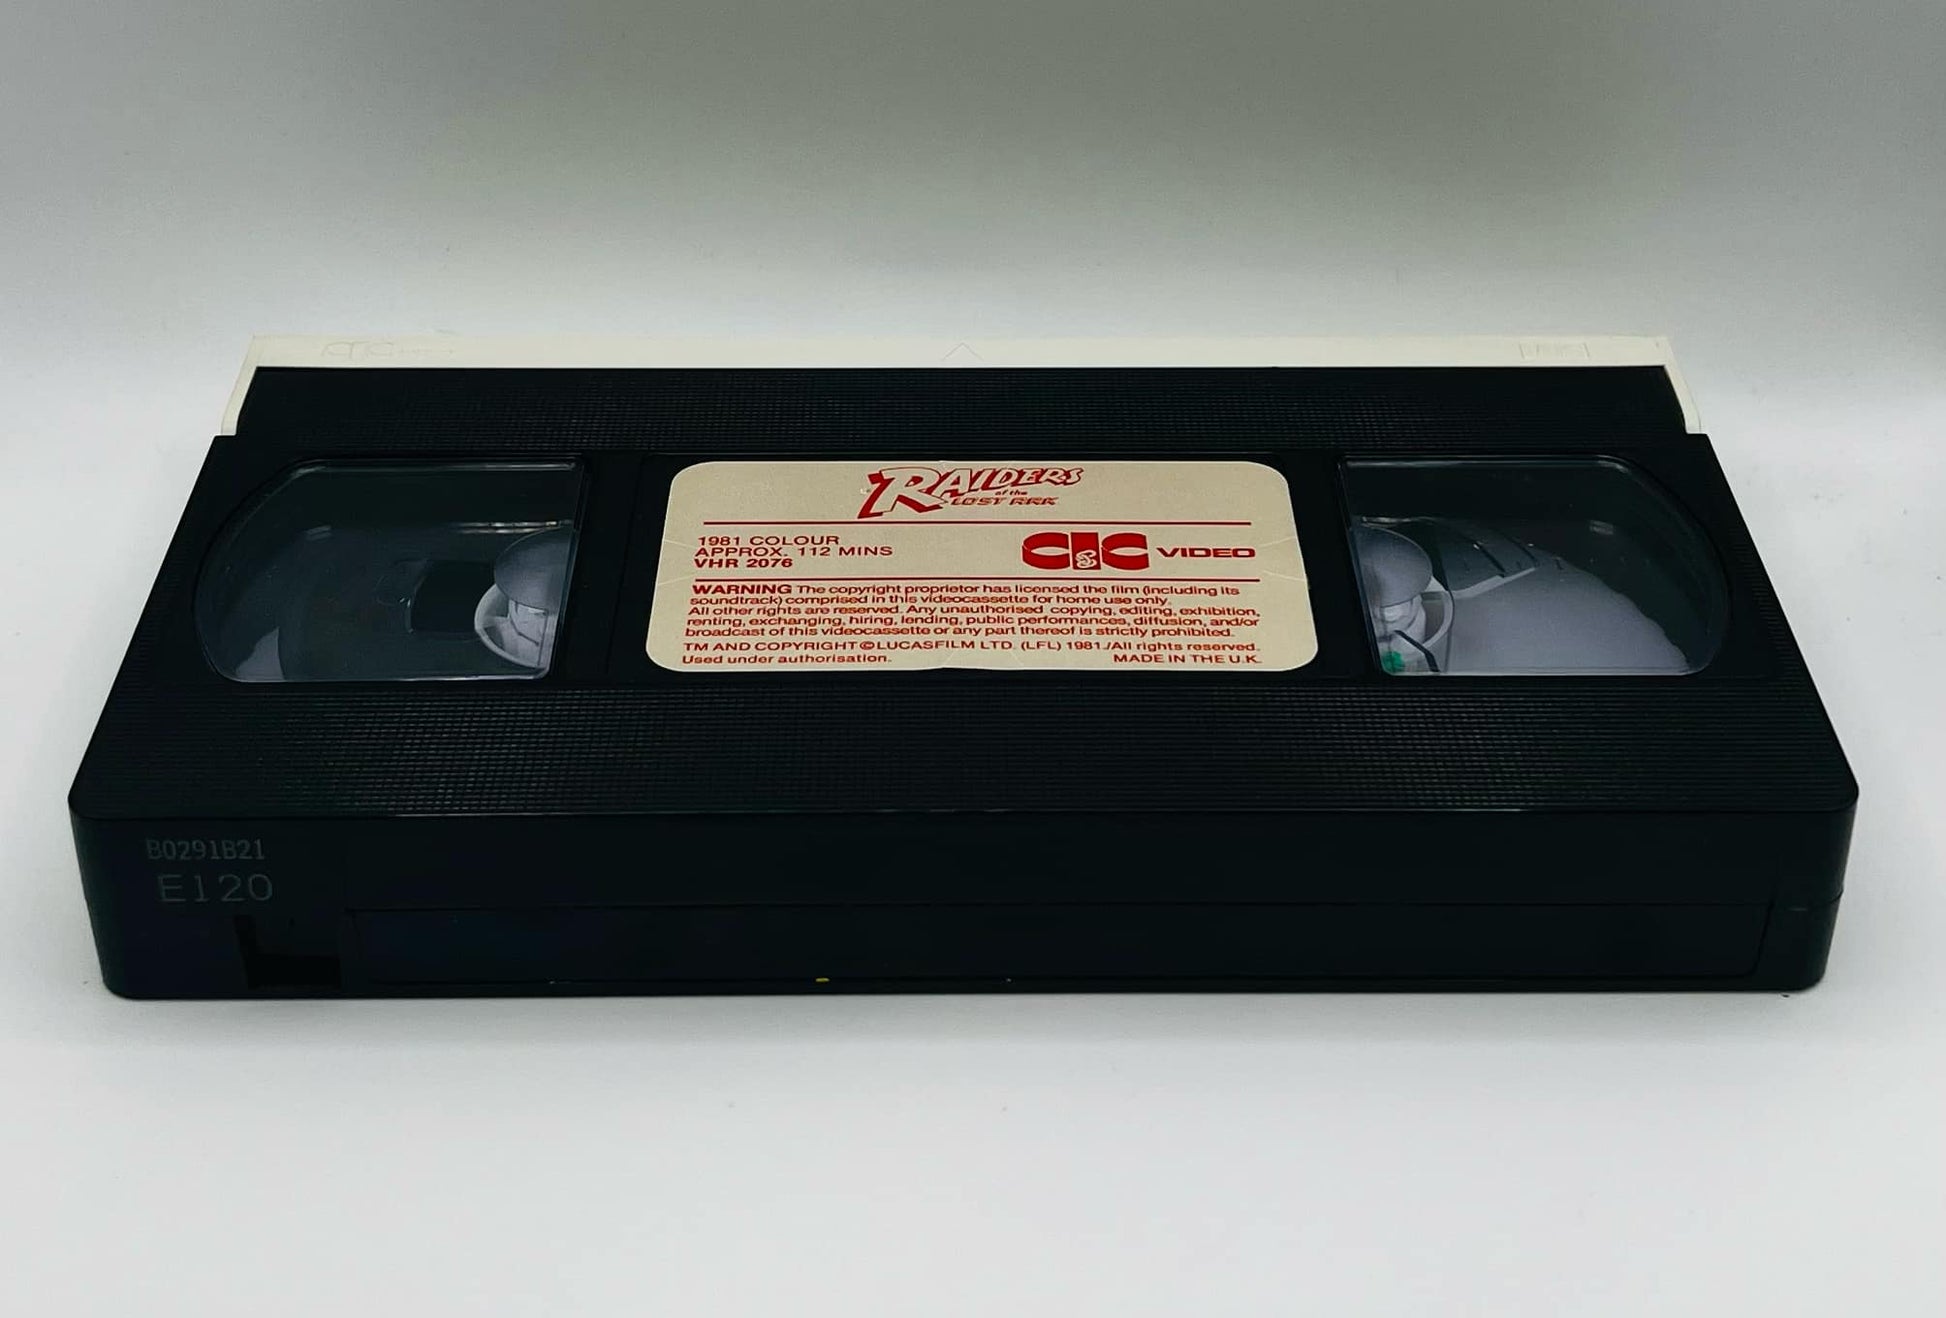 RAIDERS
of the
LOST ARK
1981 COLOUR
APPROX. 112 MINS
VHR 2076
CIC VIDEO
WARNING The copyright proprietor has licensed the film (including its
soundtrack) comprised in this videocassette for home use only.
All other rights are reserved. Any unauthorised copying, editing, exhibition,
renting, exchanging, hiring, lending, public performances, diffusion, and/or
broadcast of this videocassette or any part thereof is strictly prohibited.
TM AND COPYRIGHT © LUCASFILM LTD. (LFL) 1981./All rights reserved.
Used under authorisation. MADE IN THE U.K.
B0291B21
E120